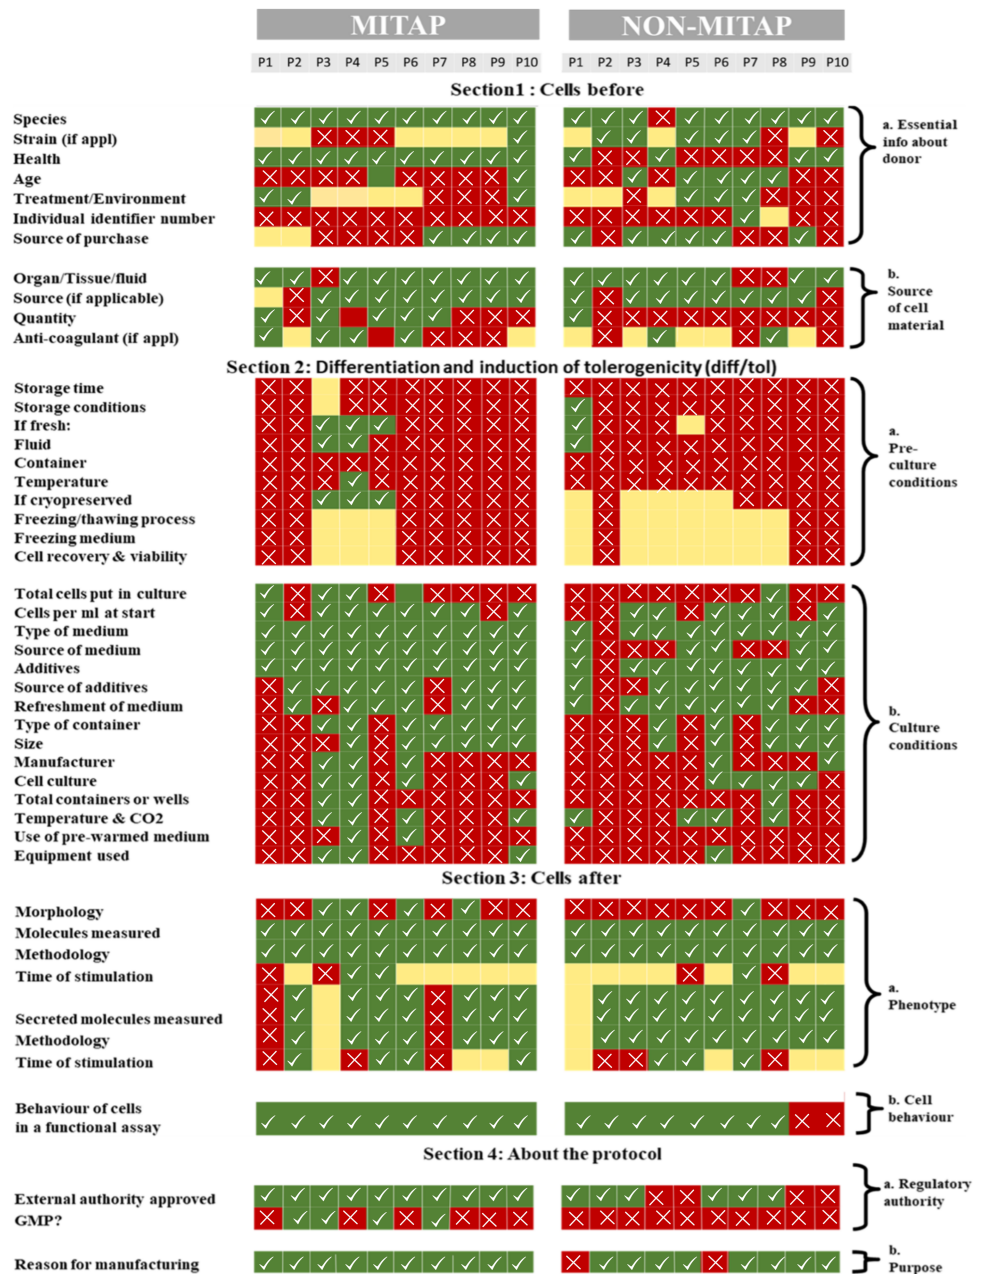 MITAP NON-MITAP
P1 P2 P3 P4 P5 P6 P7 P8 P9 P10 P1 P2 P3 P4 P5 P6 P7 P8 P9 P10
Section1 : Cells before
Species
Strain (if appl)
Health
Age
Treatment/Environment
Individual identifier number
Source of purchase
a. Essential
info about
donor
Organ/Tissue/fluid
Source (if applicable)
Quantity
Anti-coagulant (if appl)
b.
Source
of cell
material
Section 2: Differentiation and induction of tolerogenicity (diff/tol)
Storage time
Storage conditions
If fresh:
Fluid
Container
Temperature
If cryopreserved
Freezing/thawing process
Freezing medium
Cell recovery & viability
a.
Pre-
culture
conditions
Total cells put in culture
Cells per ml at start
Type of medium
Source of medium
Additives
Source of additives
Refreshment of medium
Type of container
Size
Manufacturer
Cell culture
Total containers or wells
Temperature & CO2
Use of pre-warmed medium
Equipment used
b.
Culture
conditions
Section 3: Cells after
Morphology
Molecules measured
Methodology
Time of stimulation
Secreted molecules measured
Methodology
Time of stimulation
a.
Phenotype
Behaviour of cells
in a functional assay
b. Cell
behaviour
Section 4: About the protocol
External authority approved
GMP?
a. Regulatory
authority
Reason for manufacturing
b.
Purpose